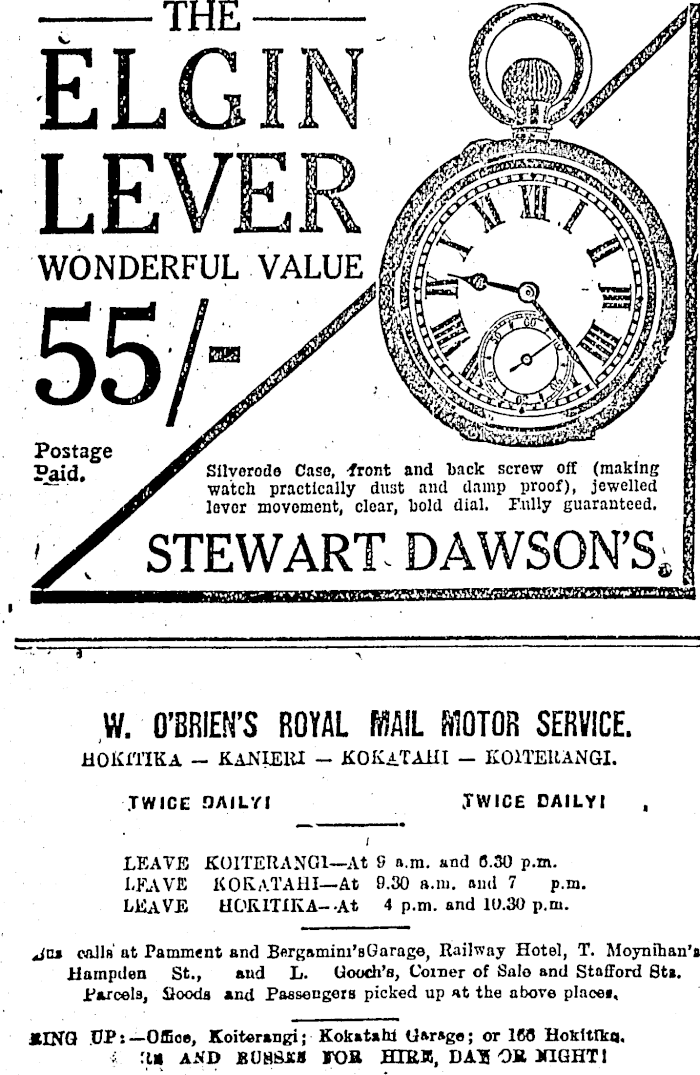 THE
ELGIN
LEVER
WONDERFUL VALUE
55/-
Postage
Paid.
Silverode Case, front and back screw off (making
watch practically dust and damp proof), jewelled
lever movement, clear, bold dial. Fully guaranteed.
STEWART DAWSON'S.
W. O'BRIEN'S ROYAL MAIL MOTOR SERVICE.
HOKITIKA — KANIERI — KOKATAHI — KOITERANGI.
TWICE DAILY! TWICE DAILY!
LEAVE KOITERANGI—At 9 a.m. and 6.30 p.m.
LEAVE KOKATAHI—At 9.30 a.m. and 7 p.m.
LEAVE HOKITIKA—At 4 p.m. and 10.30 p.m.
Bus calls at Pamment and Bergamini's Garage, Railway Hotel, T. Moynihan's
Hampden St., and L. Gooch's, Corner of Sale and Stafford Sts.
Parcels, Goods and Passengers picked up at the above places.
RING UP:—Office, Koiterangi; Kokatahi Garage; or 166 Hokitika.
AND BUSSES FOR HIRE, DAY OR NIGHT!